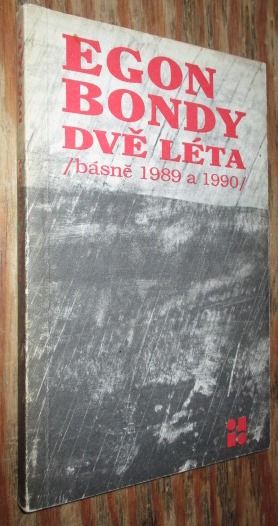 EGON
BONDY
DVĚ LÉTA
/básně 1989 a 1990/